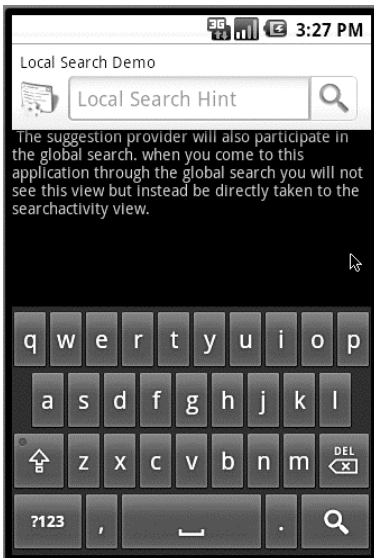 3G 3:27 PM
Local Search Demo
Local Search Hint
The suggestion provider will also participate in
the global search. when you come to this
application through the global search you will not
see this view but instead be directly taken to the
searchactivity view.
q w e r t y u i o p
a s d f g h j k l
z x c v b n m DEL
?123 , .